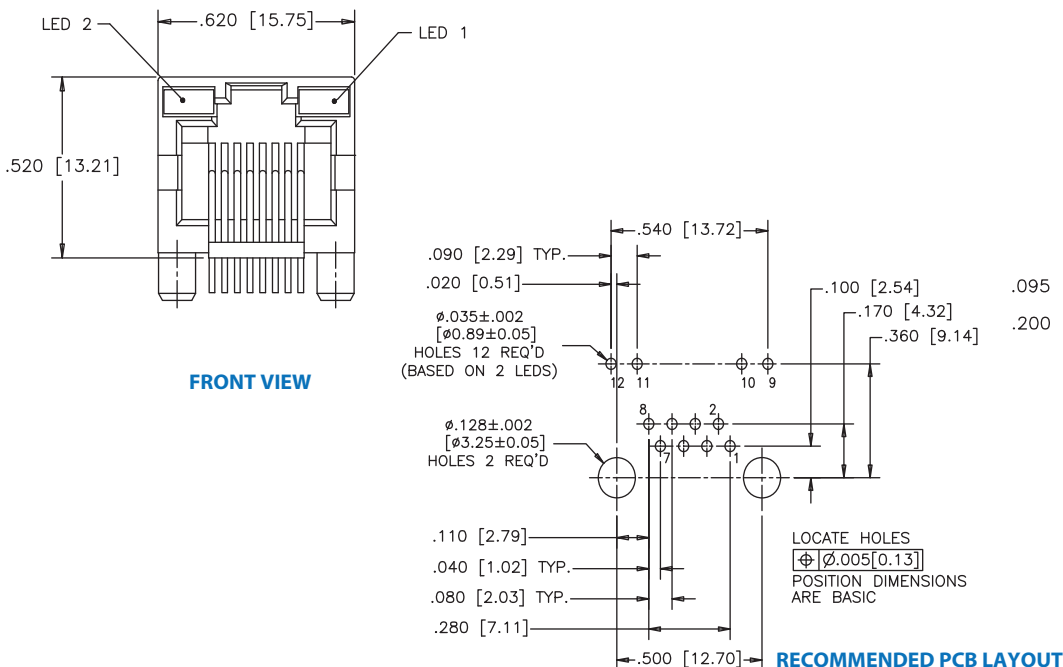 .620 [15.75]
LED 2
LED 1
.520 [13.21]
FRONT VIEW
.540 [13.72]
.090 [2.29] TYP.
.020 [0.51]
.100 [2.54]
.095
.170 [4.32]
.200
.360 [9.14]
ø.035±.002
[ø0.89±0.05]
HOLES 12 REQ'D
(BASED ON 2 LEDS)
12 11 10 9
8 2
7 1
ø.128±.002
[ø3.25±0.05]
HOLES 2 REQ'D
.110 [2.79]
.040 [1.02] TYP.
.080 [2.03] TYP.
.280 [7.11]
.500 [12.70]
LOCATE HOLES
⌖ Ø.005[0.13]
POSITION DIMENSIONS
ARE BASIC
RECOMMENDED PCB LAYOUT